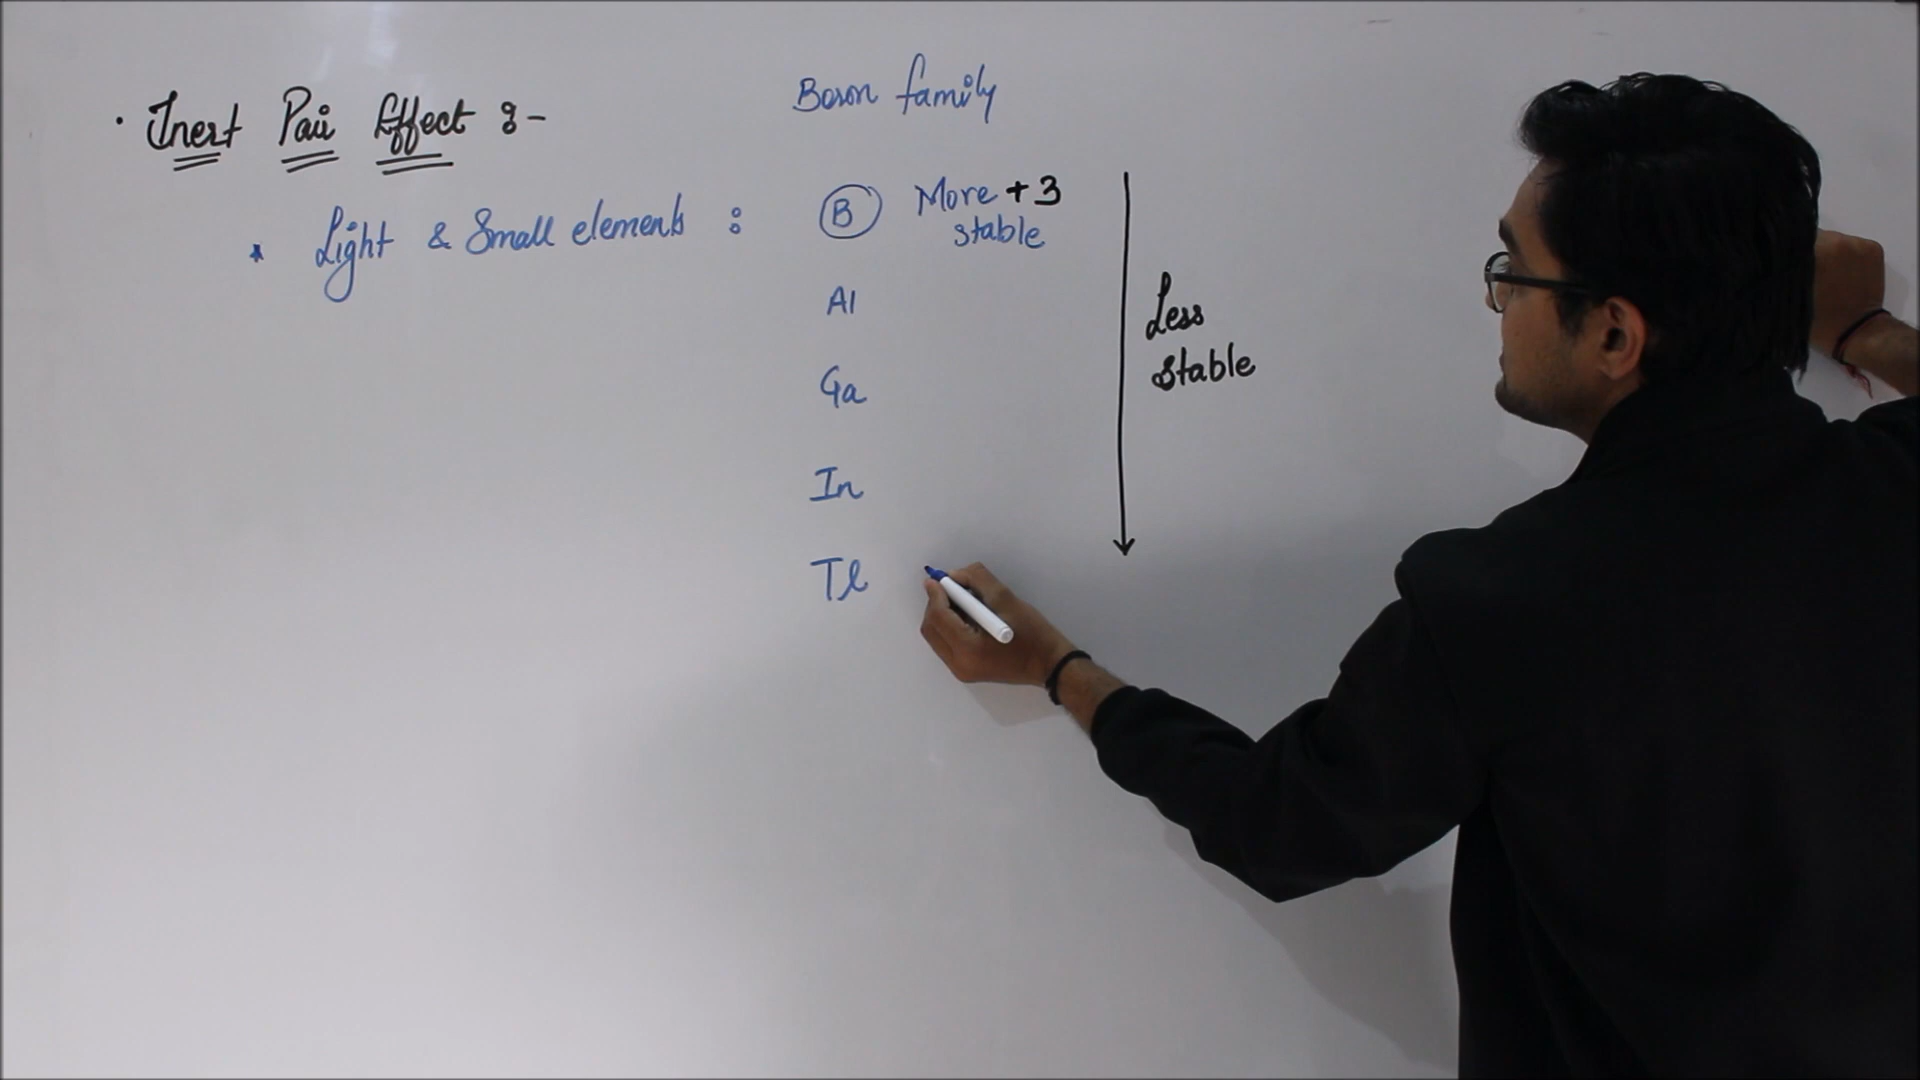 Boron family
• Inert Pair Effect :-
* Light & Small elements :
B More +3
stable
Al
Ga
In
Tl
Less
stable